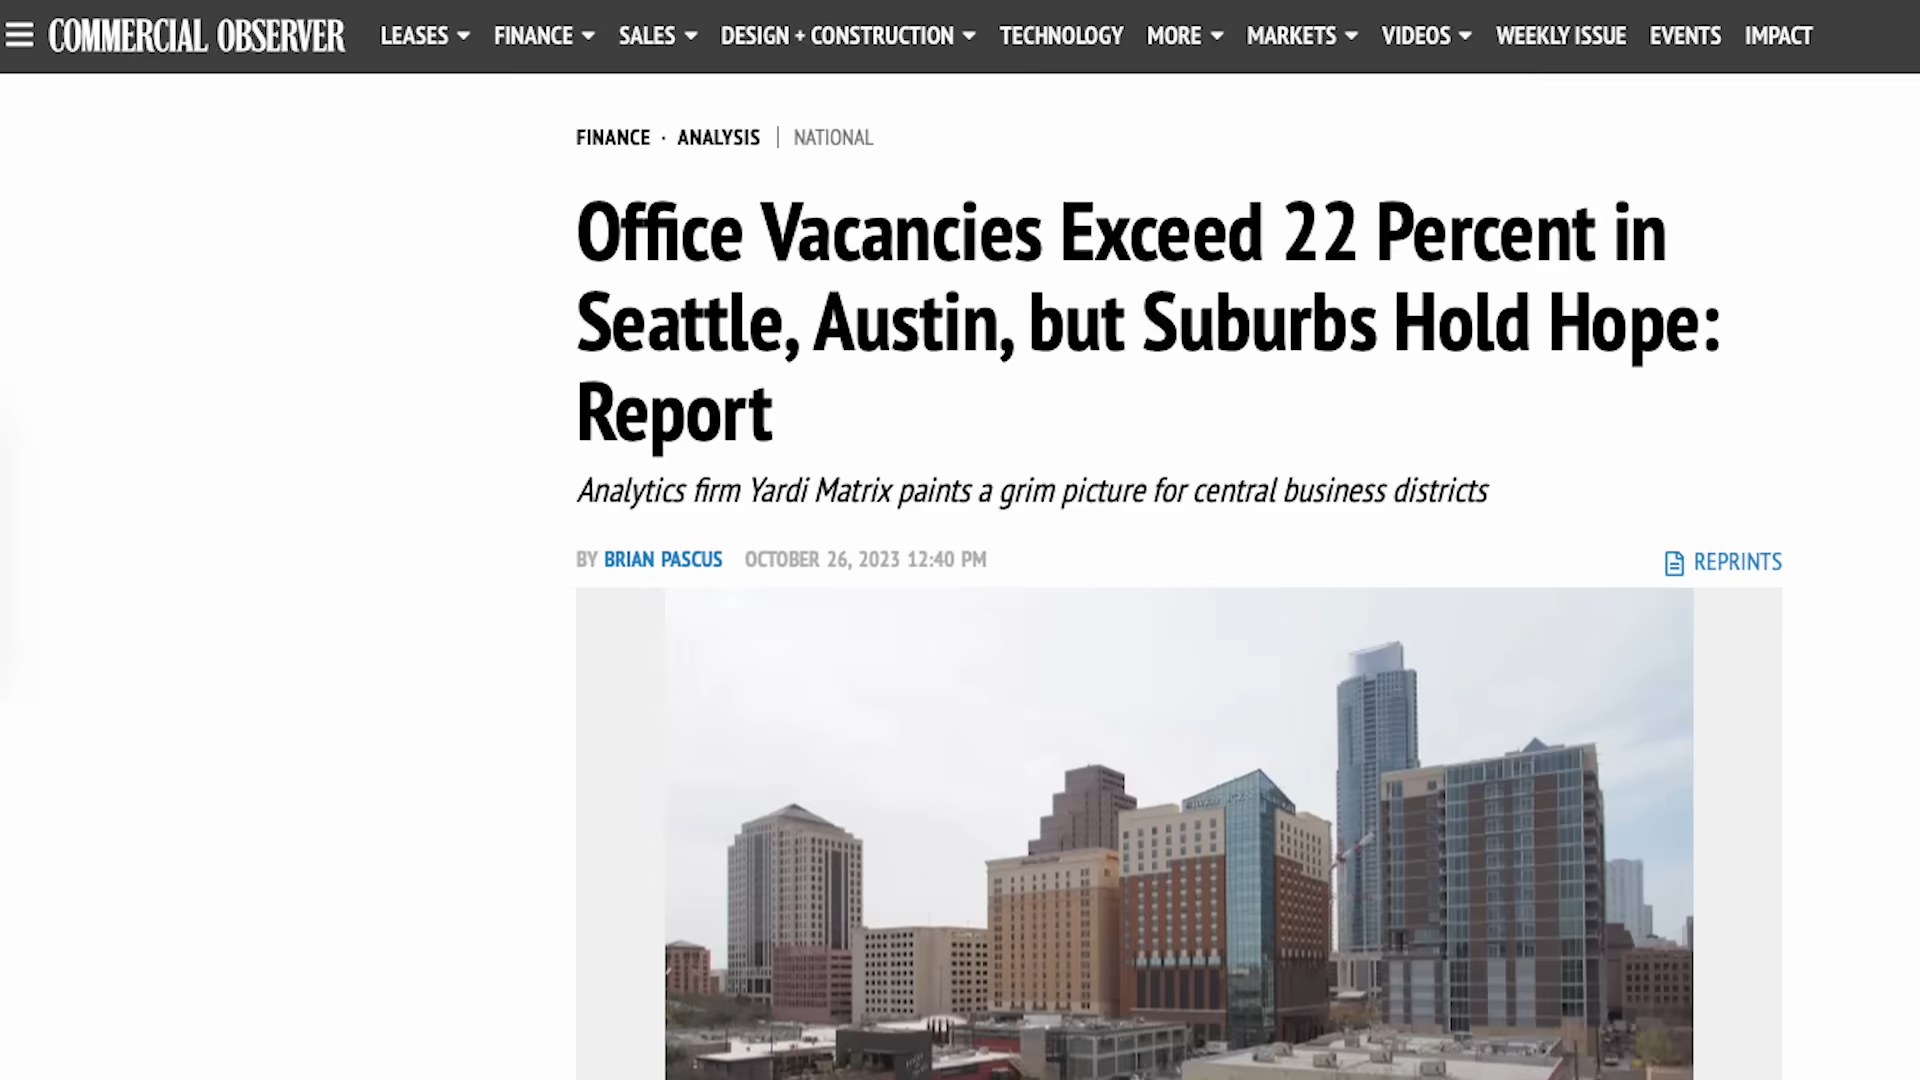 COMMERCIAL OBSERVER LEASES FINANCE SALES DESIGN + CONSTRUCTION TECHNOLOGY MORE MARKETS VIDEOS WEEKLY ISSUE EVENTS IMPACT
FINANCE · ANALYSIS | NATIONAL
Office Vacancies Exceed 22 Percent in
Seattle, Austin, but Suburbs Hold Hope:
Report
Analytics firm Yardi Matrix paints a grim picture for central business districts
BY BRIAN PASCUS OCTOBER 26, 2023 12:40 PM
REPRINTS